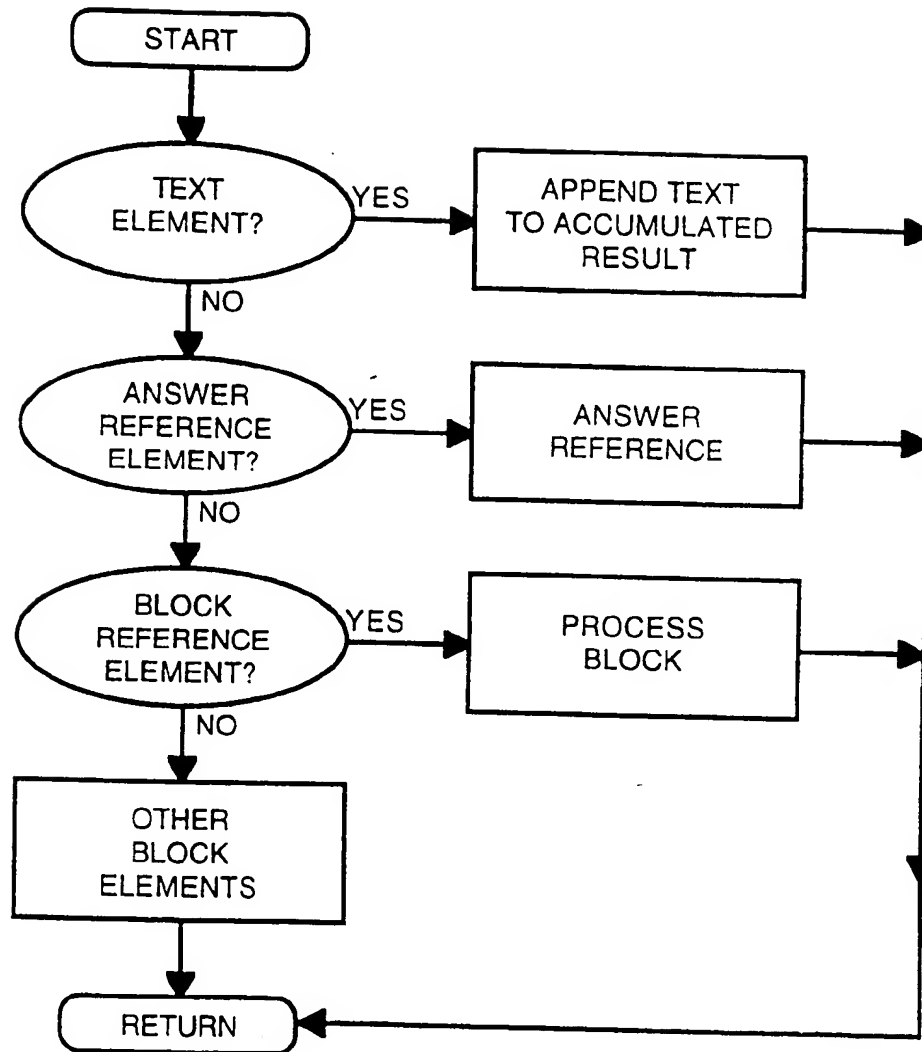 START
TEXT
ELEMENT?
YES
APPEND TEXT
TO ACCUMULATED
RESULT
NO
ANSWER
REFERENCE
ELEMENT?
YES
ANSWER
REFERENCE
NO
BLOCK
REFERENCE
ELEMENT?
YES
PROCESS
BLOCK
NO
OTHER
BLOCK
ELEMENTS
RETURN